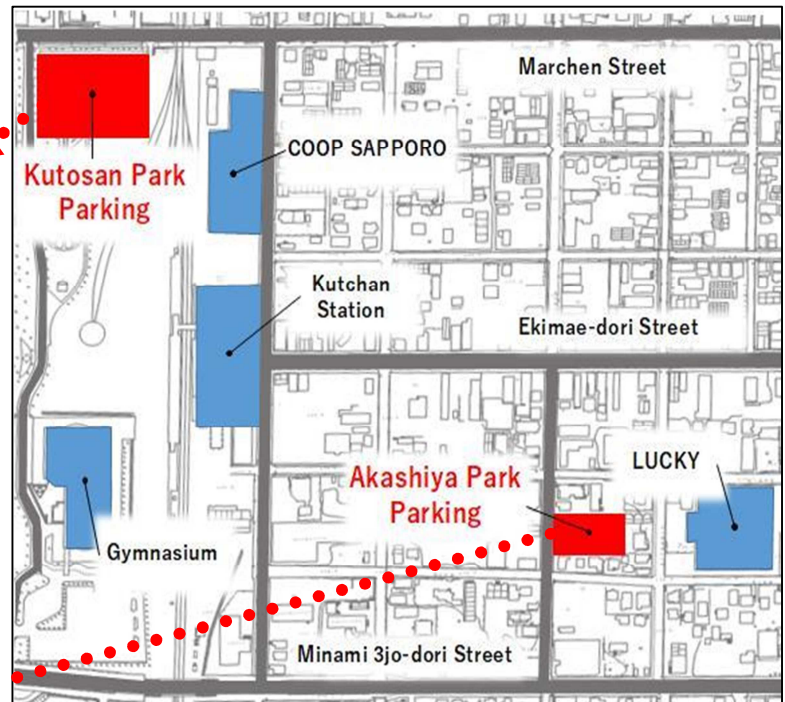 Marchen Street
COOP SAPPORO
Kutosan Park
Parking
Kutchan
Station
Ekimae-dori Street
Akashiya Park
Parking
LUCKY
Gymnasium
Minami 3jo-dori Street